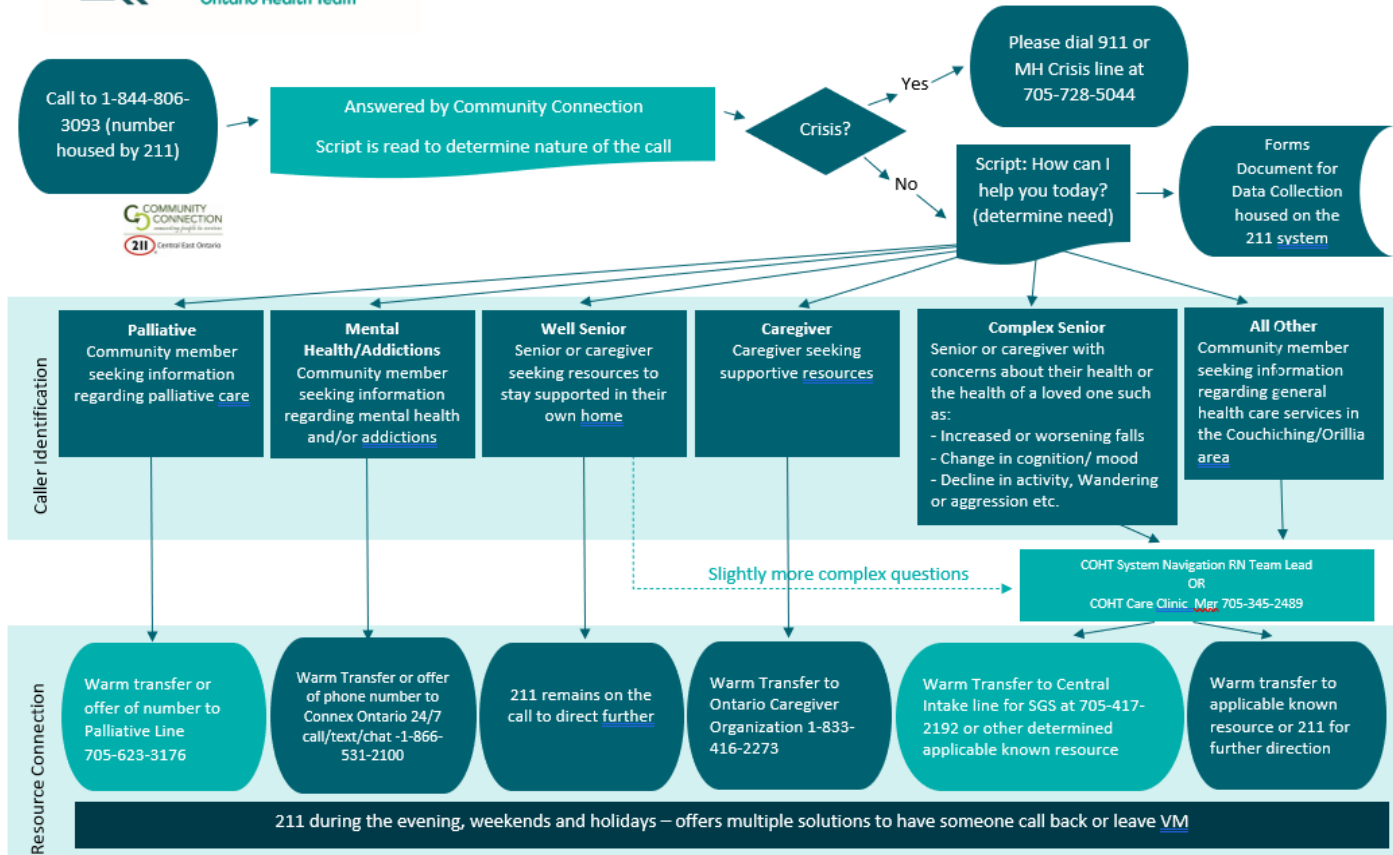 Ontario Health Team
Call to 1-844-806-
3093 (number
housed by 211)
Answered by Community Connection
Script is read to determine nature of the call
Crisis?
Yes
Please dial 911 or
MH Crisis line at
705-728-5044
No
Script: How can I
help you today?
(determine need)
Forms
Document for
Data Collection
housed on the
211 system
COMMUNITY
CONNECTION
connecting people to services
211 Central East Ontario
Caller Identification
Palliative
Community member
seeking information
regarding palliative care
Mental
Health/Addictions
Community member
seeking information
regarding mental health
and/or addictions
Well Senior
Senior or caregiver
seeking resources to
stay supported in their
own home
Caregiver
Caregiver seeking
supportive resources
Complex Senior
Senior or caregiver with
concerns about their health or
the health of a loved one such
as:
- Increased or worsening falls
- Change in cognition/ mood
- Decline in activity, Wandering
or aggression etc.
All Other
Community member
seeking information
regarding general
health care services in
the Couchiching/Orillia
area
Slightly more complex questions
COHT System Navigation RN Team Lead
OR
COHT Care Clinic Mgr 705-345-2489
Resource Connection
Warm transfer or
offer of number to
Palliative Line
705-623-3176
Warm Transfer or offer
of phone number to
Connex Ontario 24/7
call/text/chat -1-866-
531-2100
211 remains on the
call to direct further
Warm Transfer to
Ontario Caregiver
Organization 1-833-
416-2273
Warm Transfer to Central
Intake line for SGS at 705-417-
2192 or other determined
applicable known resource
Warm transfer to
applicable known
resource or 211 for
further direction
211 during the evening, weekends and holidays – offers multiple solutions to have someone call back or leave VM